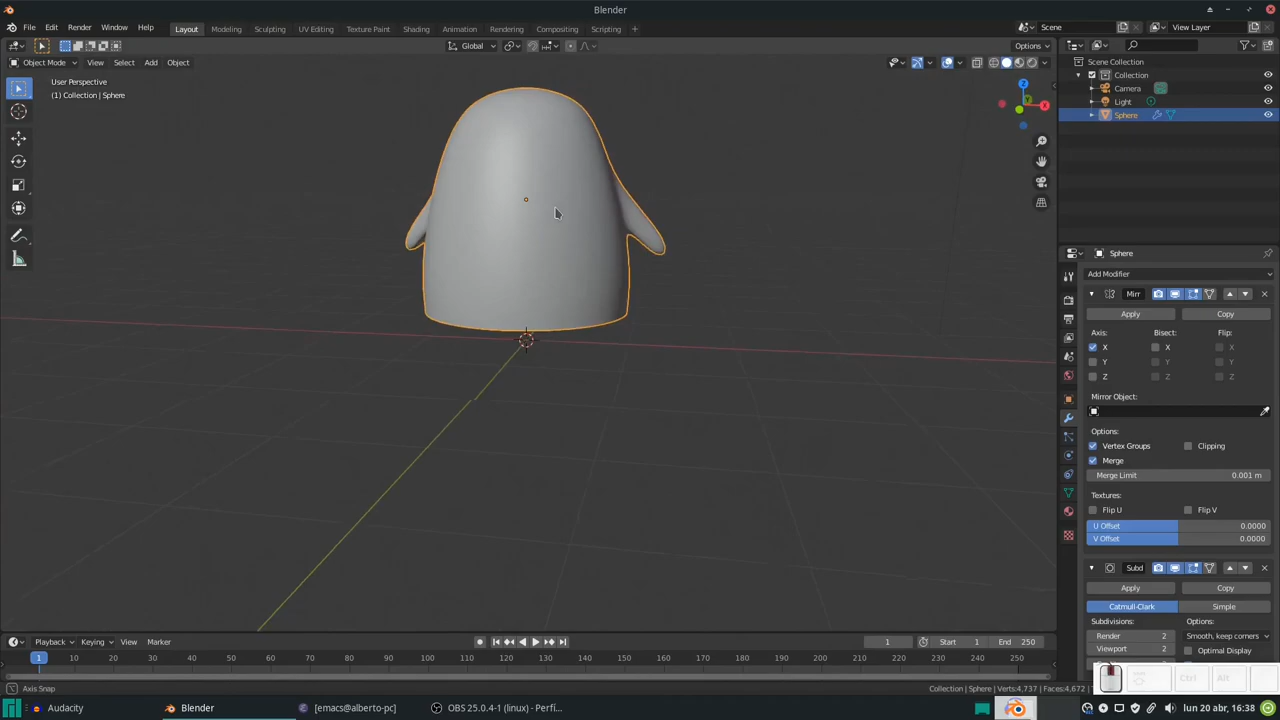 Blender
File Edit Render Window Help Layout Modeling Sculpting UV Editing Texture Paint Shading Animation Rendering Compositing Scripting + Scene View Layer
Global Options
Object Mode View Select Add Object
User Perspective
(1) Collection | Sphere
Scene Collection
Collection
Camera
Light
Sphere
Sphere
Add Modifier
Mirr
Apply Copy
Axis: Bisect: Flip:
X X X
Y Y Y
Z Z Z
Mirror Object:
Options:
Vertex Groups Clipping
Merge
Merge Limit 0.001 m
Textures:
Flip U Flip V
U Offset 0.0000
V Offset 0.0000
Subd
Apply Copy
Catmull-Clark Simple
Subdivisions: Options:
Render 2 Smooth, keep corners
Viewport 2 Optimal Display
Playback Keying View Marker 1 Start 1 End 250
1 10 20 30 40 50 60 70 80 90 100 110 120 130 140 150 160 170 180 190 200 210 220 230 240 250
Ctrl Alt
Axis Snap Collection | Sphere | Verts:4,737 | Faces:4,672
Audacity Blender [emacs@alberto-pc] OBS 25.0.4-1 (linux) - Perfi... lun 20 abr, 16:38